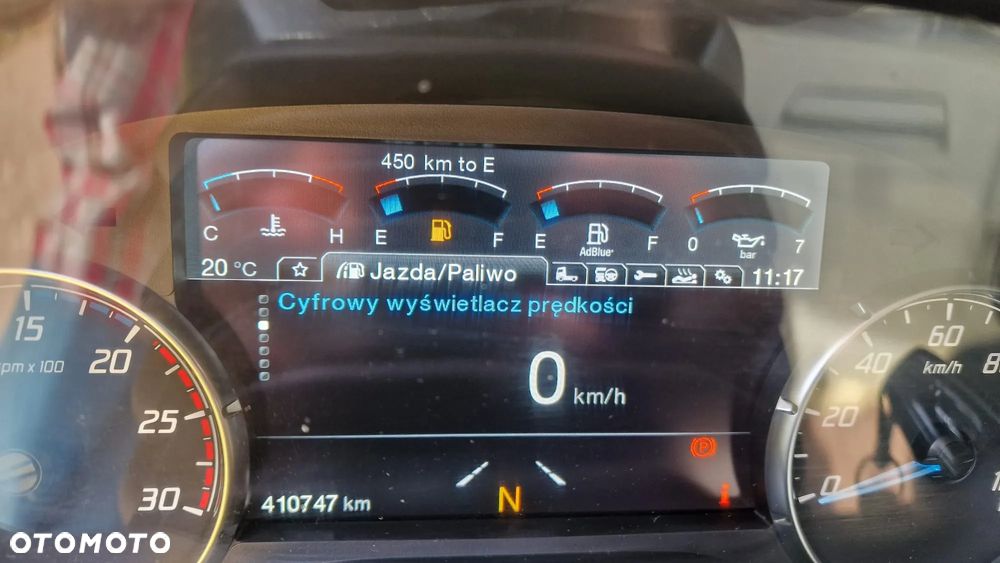 450 km to E
C H E F E AdBlue F 0 bar 7
20 °C Jazda/Paliwo 11:17
Cyfrowy wyświetlacz prędkości
0 km/h
410747 km N
15
rpm x 100
20
25
30
60
km/h
40
20
0
OTOMOTO